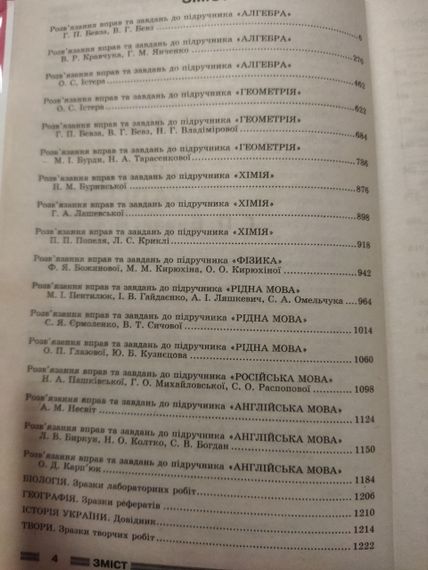 ЗМІСТ
Розв'язання вправ та завдань до підручника «АЛГЕБРА»
Г. П. Бевза, В. Г. Бевз 6
Розв'язання вправ та завдань до підручника «АЛГЕБРА»
В. Р. Кравчука, Г. М. Янченко 276
Розв'язання вправ та завдань до підручника «АЛГЕБРА»
О. С. Істера 462
Розв'язання вправ та завдань до підручника «ГЕОМЕТРІЯ»
О. С. Істера 622
Розв'язання вправ та завдань до підручника «ГЕОМЕТРІЯ»
Г. П. Бевза, В. Г. Бевз, Н. Г. Владімірової 684
Розв'язання вправ та завдань до підручника «ГЕОМЕТРІЯ»
М. І. Бурди, Н. А. Тарасенкової 786
Розв'язання вправ та завдань до підручника «ХІМІЯ»
Н. М. Буринської 876
Розв'язання вправ та завдань до підручника «ХІМІЯ»
Г. А. Лашевської 898
Розв'язання вправ та завдань до підручника «ХІМІЯ»
П. П. Попеля, Л. С. Криклі 918
Розв'язання вправ та завдань до підручника «ФІЗИКА»
Ф. Я. Божинової, М. М. Кирюхіна, О. О. Кирюхіної 942
Розв'язання вправ та завдань до підручника «РІДНА МОВА»
М. І. Пентилюк, І. В. Гайдаєнко, А. І. Ляшкевич, С. А. Омельчука 964
Розв'язання вправ та завдань до підручника «РІДНА МОВА»
С. Я. Єрмоленко, В. Т. Сичової 1014
Розв'язання вправ та завдань до підручника «РІДНА МОВА»
О. П. Глазової, Ю. Б. Кузнєцова 1060
Розв'язання вправ та завдань до підручника «РОСІЙСЬКА МОВА»
Н. А. Пашківської, Г. О. Михайловської, С. О. Распопової 1098
Розв'язання вправ та завдань до підручника «АНГЛІЙСЬКА МОВА»
А. М. Несвіт 1124
Розв'язання вправ та завдань до підручника «АНГЛІЙСЬКА МОВА»
Л. В. Биркун, Н. О. Колтко, С. В. Богдан 1150
Розв'язання вправ та завдань до підручника «АНГЛІЙСЬКА МОВА»
О. Д. Карп'юк 1184
БІОЛОГІЯ. Зразки лабораторних робіт 1206
ГЕОГРАФІЯ. Зразки рефератів 1210
ІСТОРІЯ УКРАЇНИ. Довідник 1214
ТВОРИ. Зразки творчих робіт 1222
4 ЗМІСТ